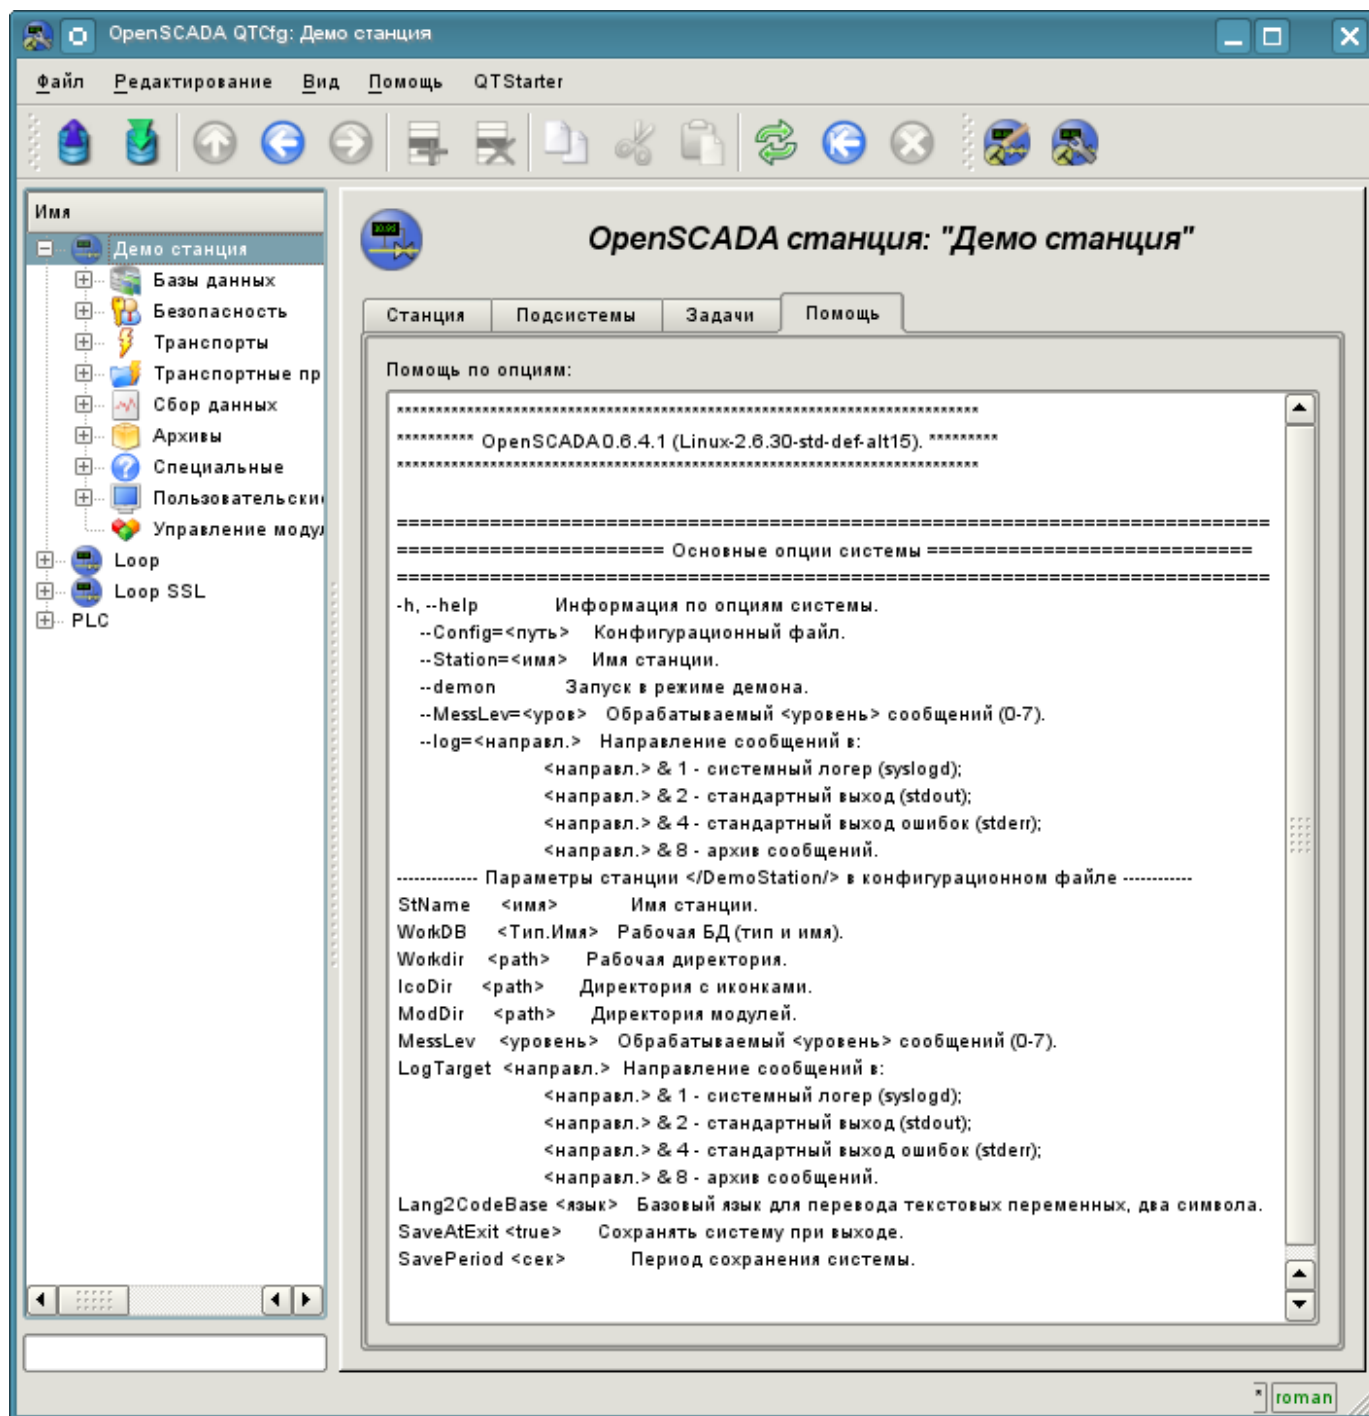 OpenSCADA QTCfg: Демо станция
Файл Редактирование Вид Помощь QTStarter
Имя
Демо станция
Базы данных
Безопасность
Транспорты
Транспортные пр
Сбор данных
Архивы
Специальные
Пользовательски
Управление моду
Loop
Loop SSL
PLC
OpenSCADA станция: "Демо станция"
Станция Подсистемы Задачи Помощь
Помощь по опциям:
***************************************************************************
********** OpenSCADA 0.6.4.1 (Linux-2.6.30-std-def-alt15). *********
***************************************************************************
===========================================================================
======================= Основные опции системы ============================
===========================================================================
-h, --help Информация по опциям системы.
--Config=<путь> Конфигурационный файл.
--Station=<имя> Имя станции.
--demon Запуск в режиме демона.
--MessLev=<уров> Обрабатываемый <уровень> сообщений (0-7).
--log=<направл.> Направление сообщений в:
<направл.> & 1 - системный логер (syslogd);
<направл.> & 2 - стандартный выход (stdout);
<направл.> & 4 - стандартный выход ошибок (stderr);
<направл.> & 8 - архив сообщений.
------------- Параметры станции </DemoStation/> в конфигурационном файле -----------
StName <имя> Имя станции.
WorkDB <Тип.Имя> Рабочая БД (тип и имя).
Workdir <path> Рабочая директория.
IcoDir <path> Директория с иконками.
ModDir <path> Директория модулей.
MessLev <уровень> Обрабатываемый <уровень> сообщений (0-7).
LogTarget <направл.> Направление сообщений в:
<направл.> & 1 - системный логер (syslogd);
<направл.> & 2 - стандартный выход (stdout);
<направл.> & 4 - стандартный выход ошибок (stderr);
<направл.> & 8 - архив сообщений.
Lang2CodeBase <язык> Базовый язык для перевода текстовых переменных, два символа.
SaveAtExit <true> Сохранять систему при выходе.
SavePeriod <сек> Период сохранения системы.
* roman